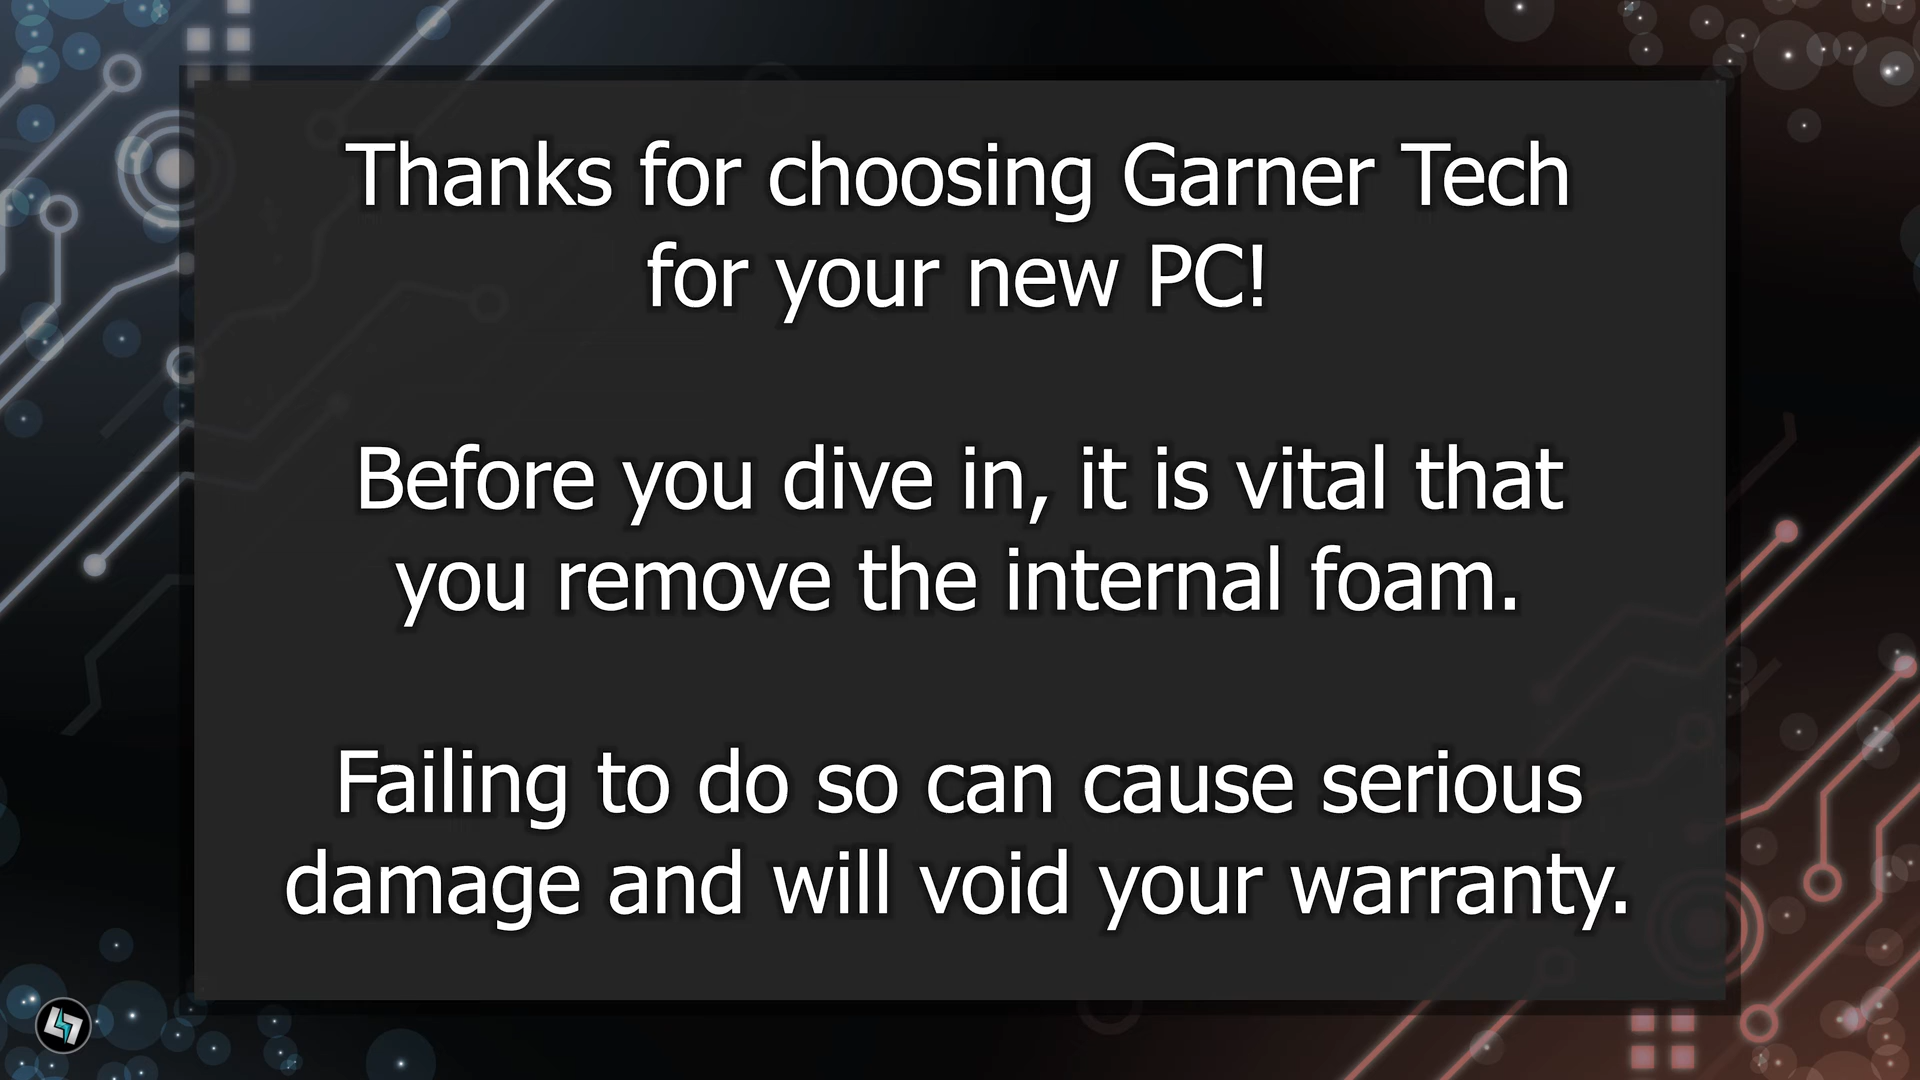 Thanks for choosing Garner Tech
for your new PC!
Before you dive in, it is vital that
you remove the internal foam.
Failing to do so can cause serious
damage and will void your warranty.